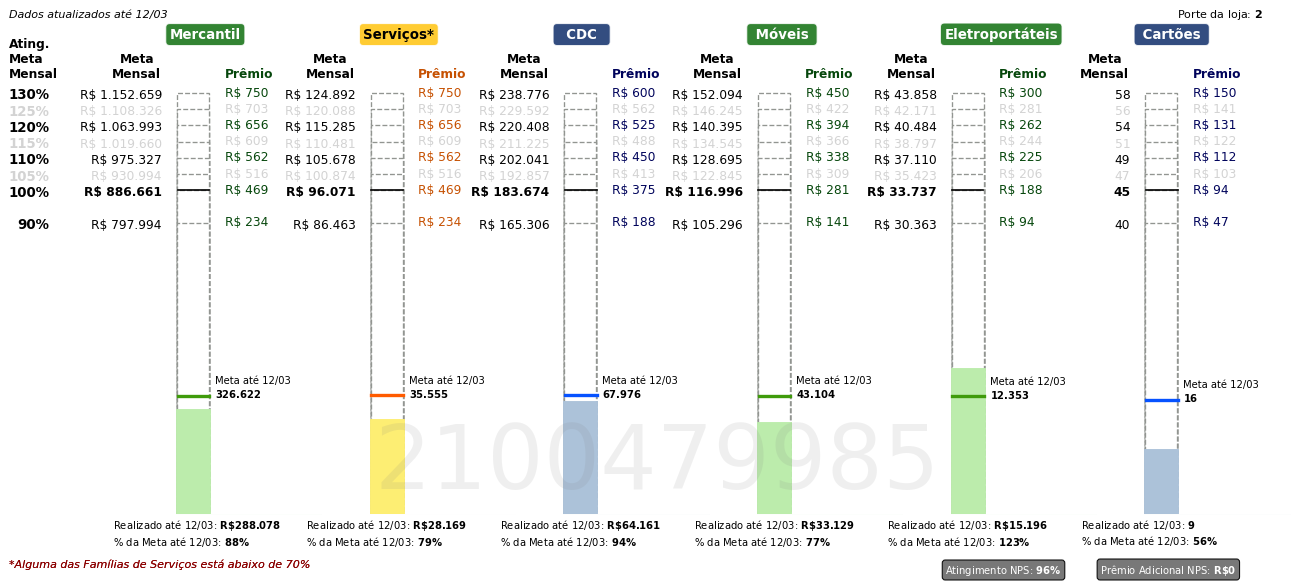 Dados atualizados até 12/03
Porte da loja: 2
Mercantil Serviços* CDC Móveis Eletroportáteis Cartões
Ating. Meta Mensal Meta Mensal Prêmio Meta Mensal Prêmio Meta Mensal Prêmio Meta Mensal Prêmio Meta Mensal Prêmio Meta Mensal Prêmio
130% R$ 1.152.659 R$ 750 R$ 124.892 R$ 750 R$ 238.776 R$ 600 R$ 152.094 R$ 450 R$ 43.858 R$ 300 58 R$ 150
125% R$ 1.108.326 R$ 703 R$ 120.088 R$ 703 R$ 229.592 R$ 562 R$ 146.245 R$ 422 R$ 42.171 R$ 281 56 R$ 141
120% R$ 1.063.993 R$ 656 R$ 115.285 R$ 656 R$ 220.408 R$ 525 R$ 140.395 R$ 394 R$ 40.484 R$ 262 54 R$ 131
115% R$ 1.019.660 R$ 609 R$ 110.481 R$ 609 R$ 211.225 R$ 488 R$ 134.545 R$ 366 R$ 38.797 R$ 244 51 R$ 122
110% R$ 975.327 R$ 562 R$ 105.678 R$ 562 R$ 202.041 R$ 450 R$ 128.695 R$ 338 R$ 37.110 R$ 225 49 R$ 112
105% R$ 930.994 R$ 516 R$ 100.874 R$ 516 R$ 192.857 R$ 413 R$ 122.845 R$ 309 R$ 35.423 R$ 206 47 R$ 103
100% R$ 886.661 R$ 469 R$ 96.071 R$ 469 R$ 183.674 R$ 375 R$ 116.996 R$ 281 R$ 33.737 R$ 188 45 R$ 94
90% R$ 797.994 R$ 234 R$ 86.463 R$ 234 R$ 165.306 R$ 188 R$ 105.296 R$ 141 R$ 30.363 R$ 94 40 R$ 47
Meta até 12/03 Meta até 12/03 Meta até 12/03 Meta até 12/03 Meta até 12/03 Meta até 12/03
326.622 35.555 67.976 43.104 12.353 16
2100479985
Realizado até 12/03: R$288.078 Realizado até 12/03: R$28.169 Realizado até 12/03: R$64.161 Realizado até 12/03: R$33.129 Realizado até 12/03: R$15.196 Realizado até 12/03: 9
% da Meta até 12/03: 88% % da Meta até 12/03: 79% % da Meta até 12/03: 94% % da Meta até 12/03: 77% % da Meta até 12/03: 123% % da Meta até 12/03: 56%
*Alguma das Famílias de Serviços está abaixo de 70%
Atingimento NPS: 96% Prêmio Adicional NPS: R$0